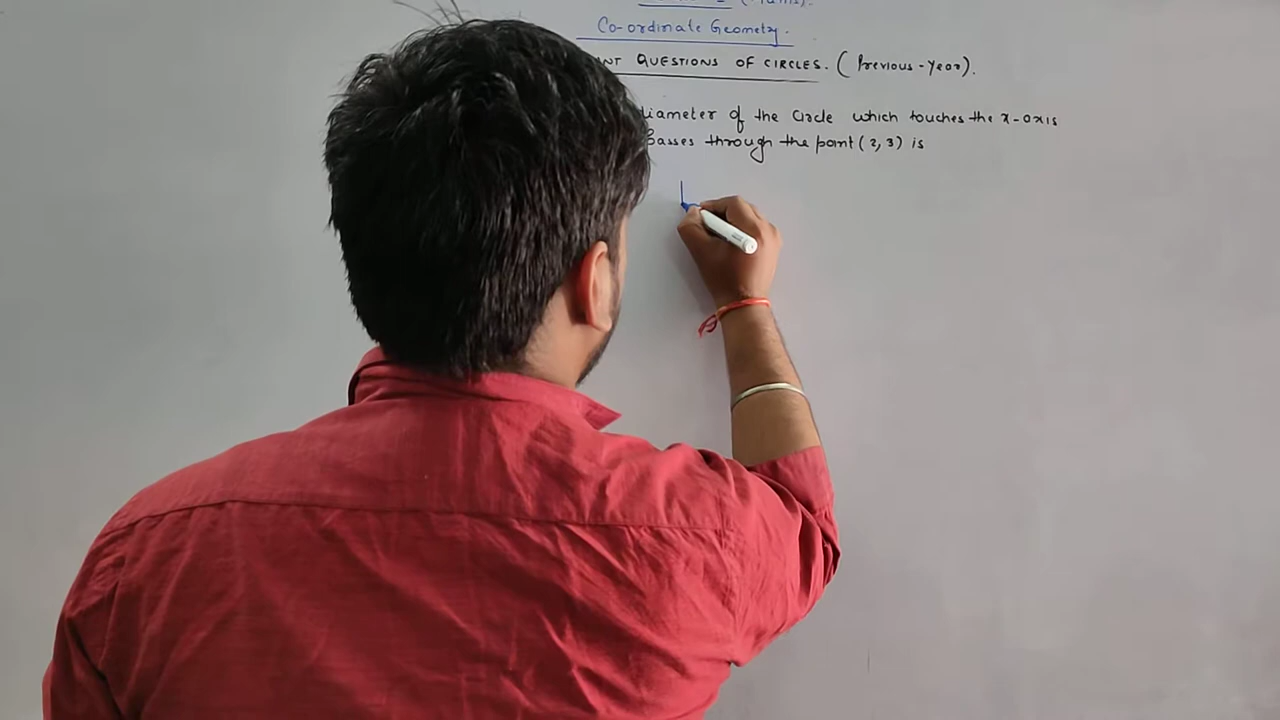 (Maths).
Co-ordinate Geometry.
QUESTIONS OF CIRCLES. (Previous-Year).
diameter of the Circle which touches the x-axis
passes through the point (2, 3) is